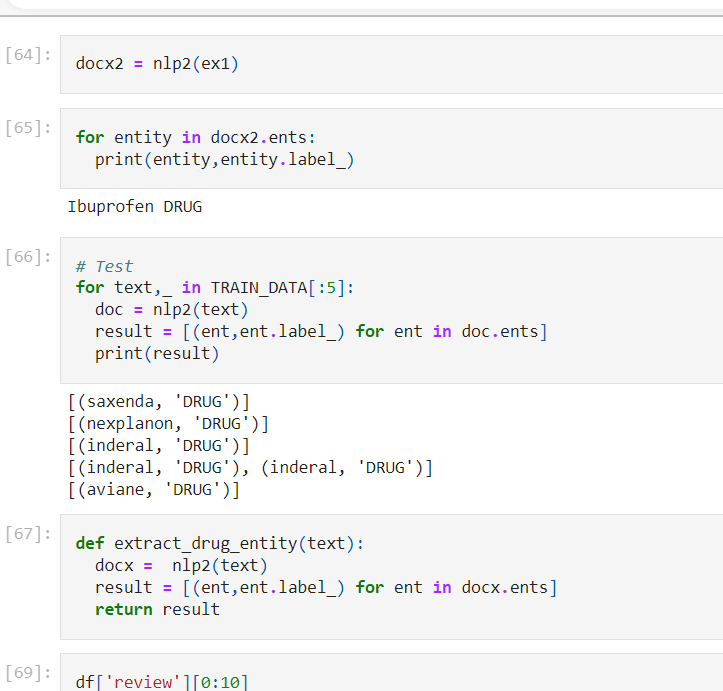 [64]:
docx2 = nlp2(ex1)
[65]:
for entity in docx2.ents:
  print(entity,entity.label_)
Ibuprofen DRUG
[66]:
# Test
for text,_ in TRAIN_DATA[:5]:
  doc = nlp2(text)
  result = [(ent,ent.label_) for ent in doc.ents]
  print(result)
[(saxenda, 'DRUG')]
[(nexplanon, 'DRUG')]
[(inderal, 'DRUG')]
[(inderal, 'DRUG'), (inderal, 'DRUG')]
[(aviane, 'DRUG')]
[67]:
def extract_drug_entity(text):
  docx =  nlp2(text)
  result = [(ent,ent.label_) for ent in docx.ents]
  return result
[69]:
df['review'][0:10]